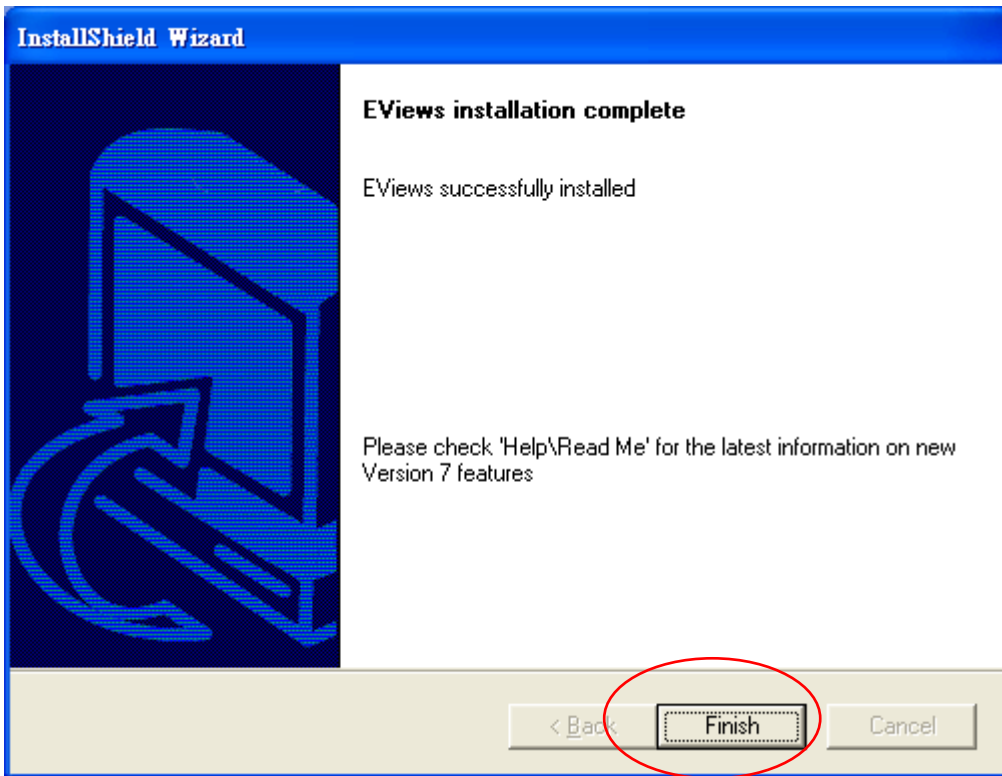 InstallShield Wizard
EViews installation complete
EViews successfully installed
Please check 'Help\Read Me' for the latest information on new
Version 7 features
< Back
Finish
Cancel